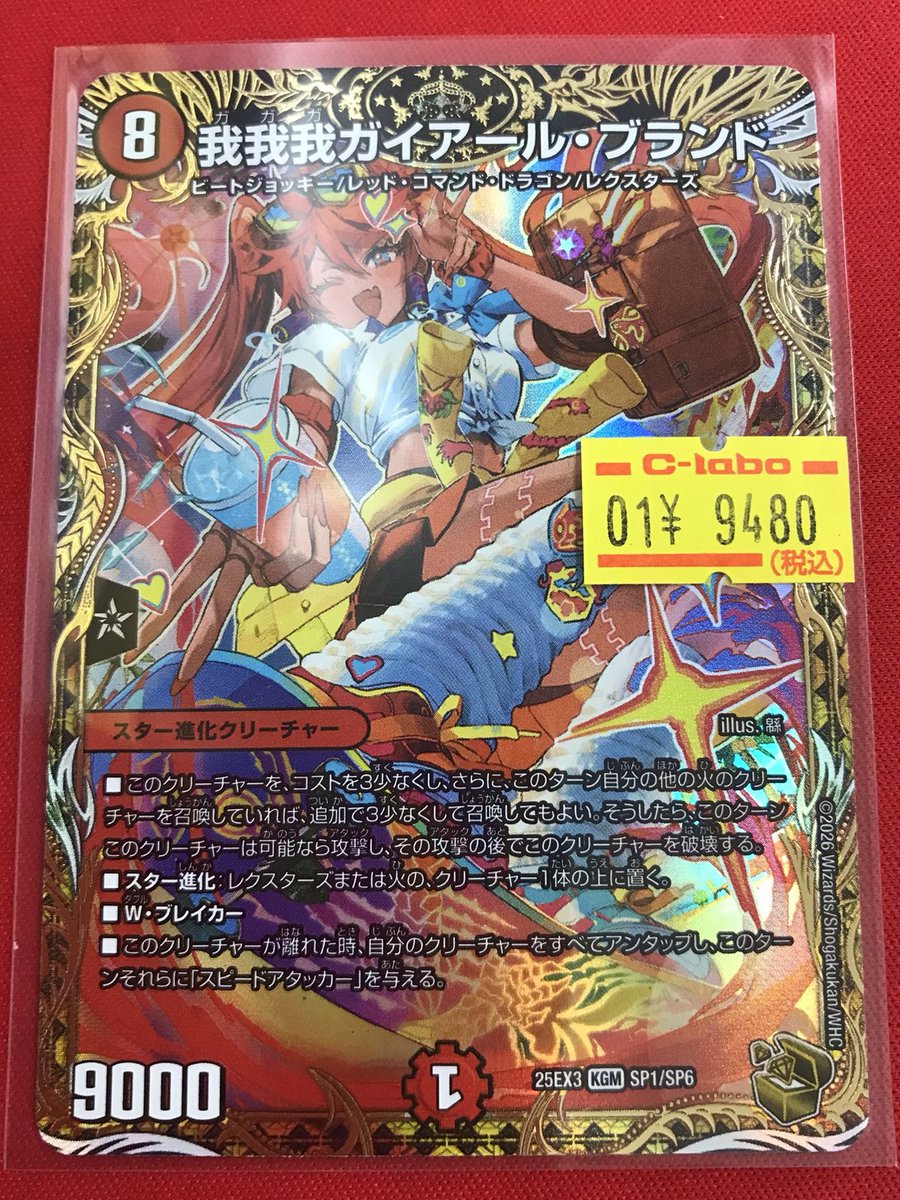 8
我我我ガイアール・ブランド
ガガガ
ビートジョッキー/レッド・コマンド・ドラゴン/レクスターズ
C-labo
01¥ 9480
(税込)
スター進化クリーチャー
illus. 緜
■このクリーチャーを、コストを3少なくし、さらに、このターン自分の他の火のクリー
チャーを召喚していれば、追加で3少なくして召喚してもよい。そうしたら、このターン
このクリーチャーは可能なら攻撃し、その攻撃の後でこのクリーチャーを破壊する。
■スター進化:レクスターズまたは火の、クリーチャー1体の上に置く。
■W・ブレイカー
■このクリーチャーが離れた時、自分のクリーチャーをすべてアンタップし、このター
ンそれらに「スピードアタッカー」を与える。
©2026 Wizards/Shogakukan/WHC
9000
1
25EX3 KGM SP1/SP6